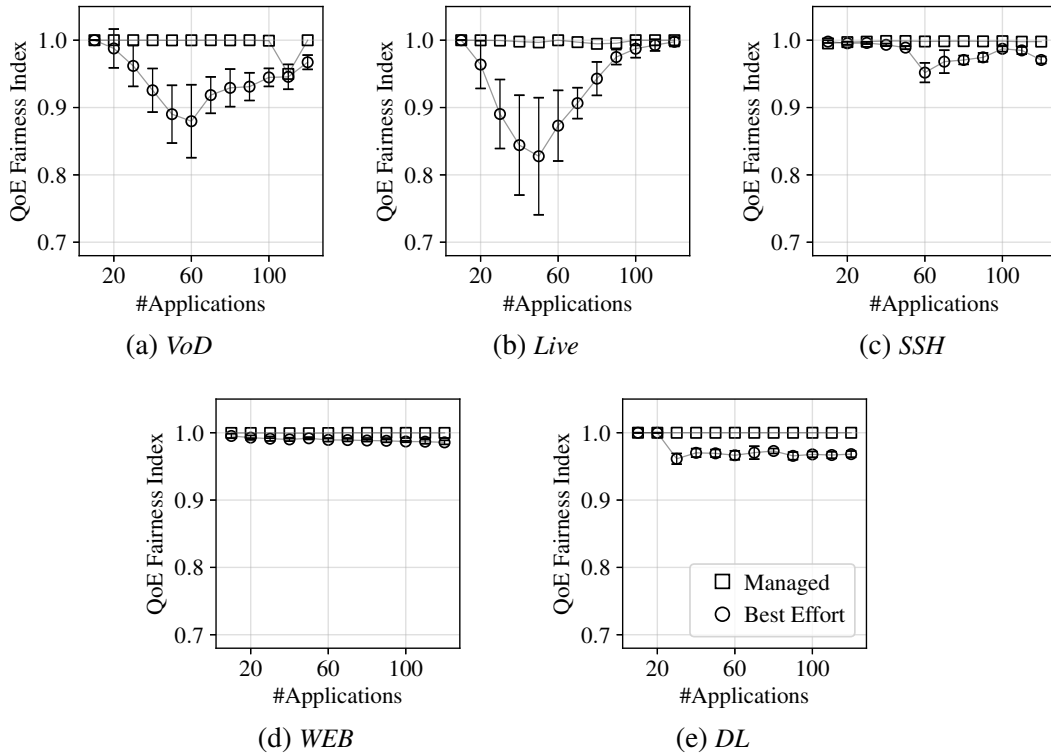 1.0
0.9
0.8
0.7
QoE Fairness Index
20
60
100
#Applications
(a) VoD
1.0
0.9
0.8
0.7
QoE Fairness Index
20
60
100
#Applications
(b) Live
1.0
0.9
0.8
0.7
QoE Fairness Index
20
60
100
#Applications
(c) SSH
1.0
0.9
0.8
0.7
QoE Fairness Index
20
60
100
#Applications
(d) WEB
1.0
0.9
0.8
0.7
QoE Fairness Index
Managed
Best Effort
20
60
100
#Applications
(e) DL